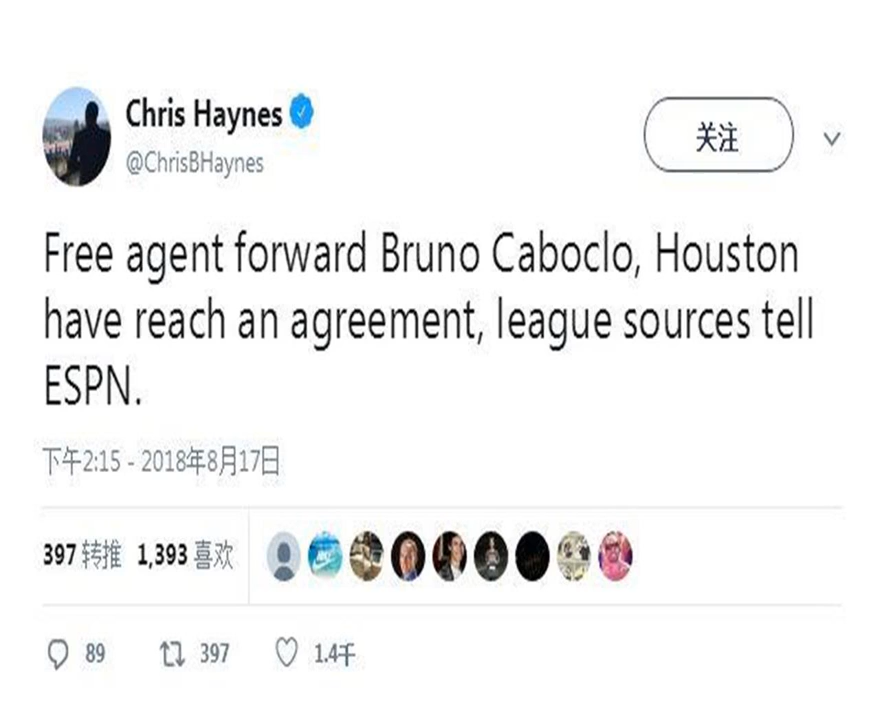 Chris Haynes
@ChrisBHaynes
关注
Free agent forward Bruno Caboclo, Houston
have reach an agreement, league sources tell
ESPN.
下午2:15 - 2018年8月17日
397 转推 1,393 喜欢
89 397 1.4千